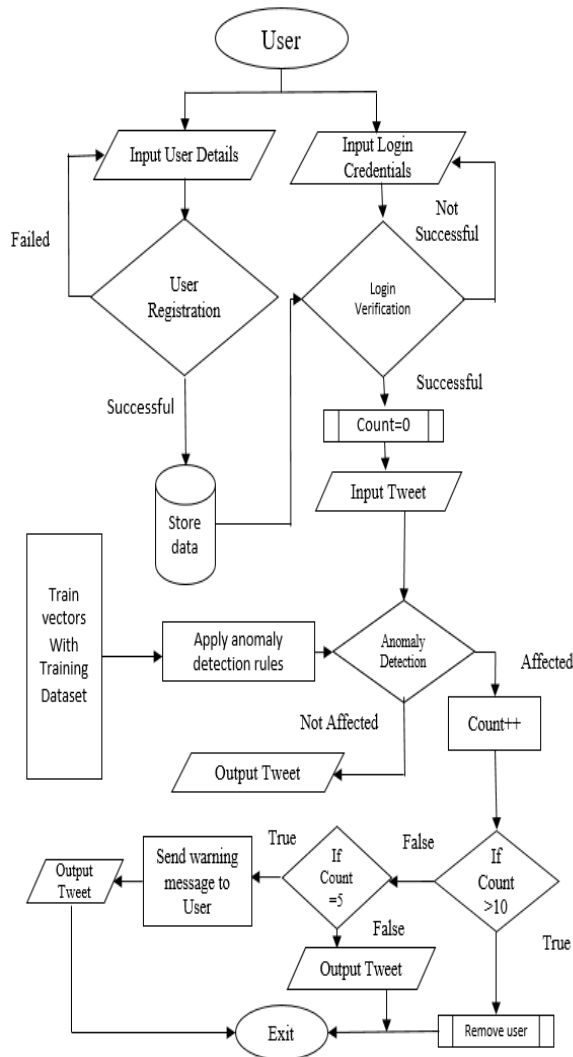 User
Input User Details
Input Login
Credentials
Failed
Not
Successful
User
Registration
Login
Verification
Successful
Successful
Count=0
Input Tweet
Store
data
Train
vectors
With
Training
Dataset
Apply anomaly
detection rules
Anomaly
Detection
Affected
Not Affected
Count++
Output Tweet
True
False
Output
Tweet
Send warning
message to
User
If
Count
=5
If
Count
>10
False
True
Output Tweet
Exit
Remove user